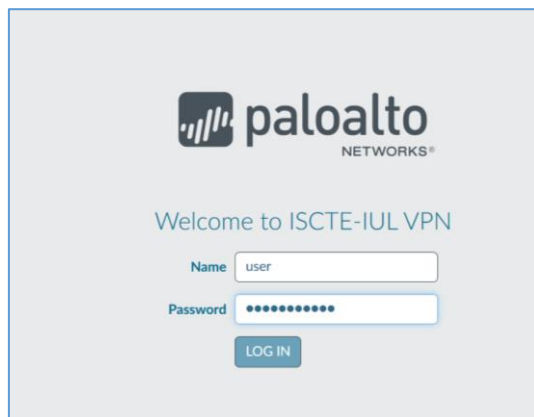 paloalto
NETWORKS®
Welcome to ISCTE-IUL VPN
Name user
Password •••••••••••
LOG IN